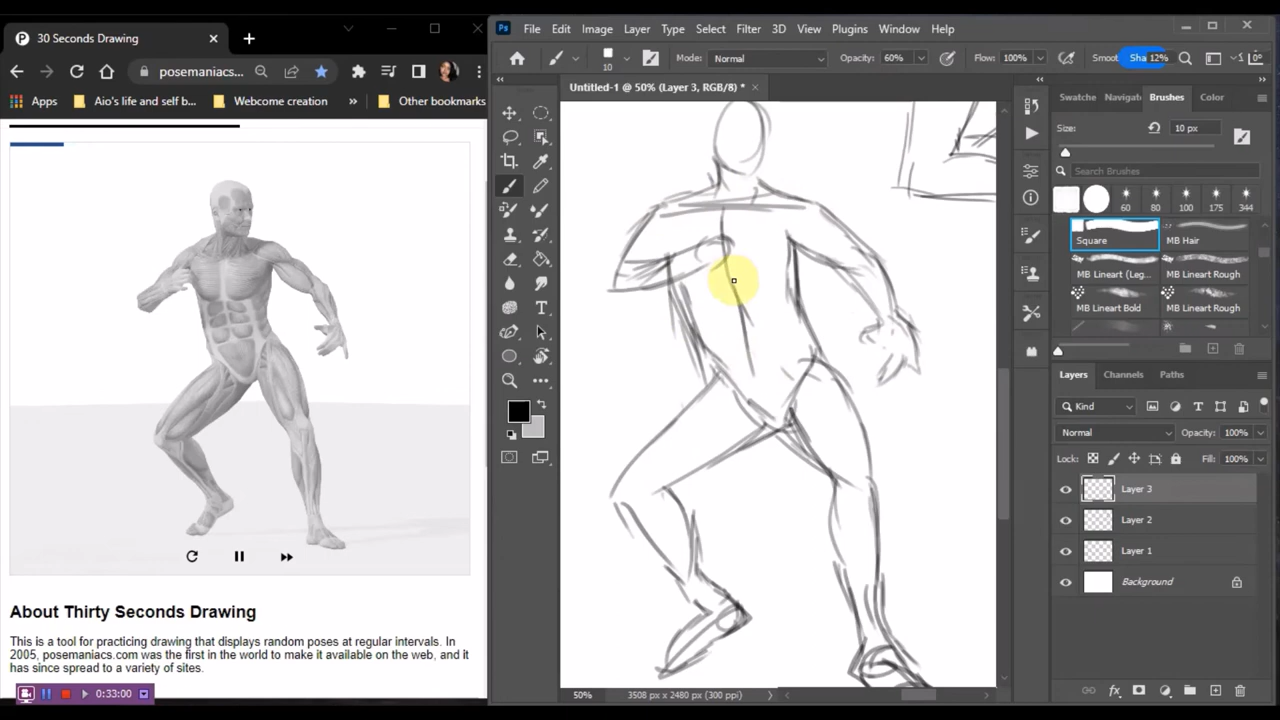 30 Seconds Drawing
posemaniacs...
Apps
Aio's life and self b...
Webcome creation
»
Other bookmarks
About Thirty Seconds Drawing
This is a tool for practicing drawing that displays random poses at regular intervals. In
2005, posemaniacs.com was the first in the world to make it available on the web, and it
has since spread to a variety of sites.
0:33:00
Ps
File Edit Image Layer Type Select Filter 3D View Plugins Window Help
10
Mode: Normal
Opacity: 60%
Flow: 100%
Smoot
Sha 12%
Untitled-1 @ 50% (Layer 3, RGB/8) *
50%
3508 px x 2480 px (300 ppi)
Swatche Navigat Brushes Color
Size: 10 px
Search Brushes
60 80 100 175 344
Square MB Hair
MB Lineart (Leg... MB Lineart Rough
MB Lineart Bold MB Lineart Rough
Layers Channels Paths
Kind
Normal Opacity: 100%
Lock: Fill: 100%
Layer 3
Layer 2
Layer 1
Background
fx